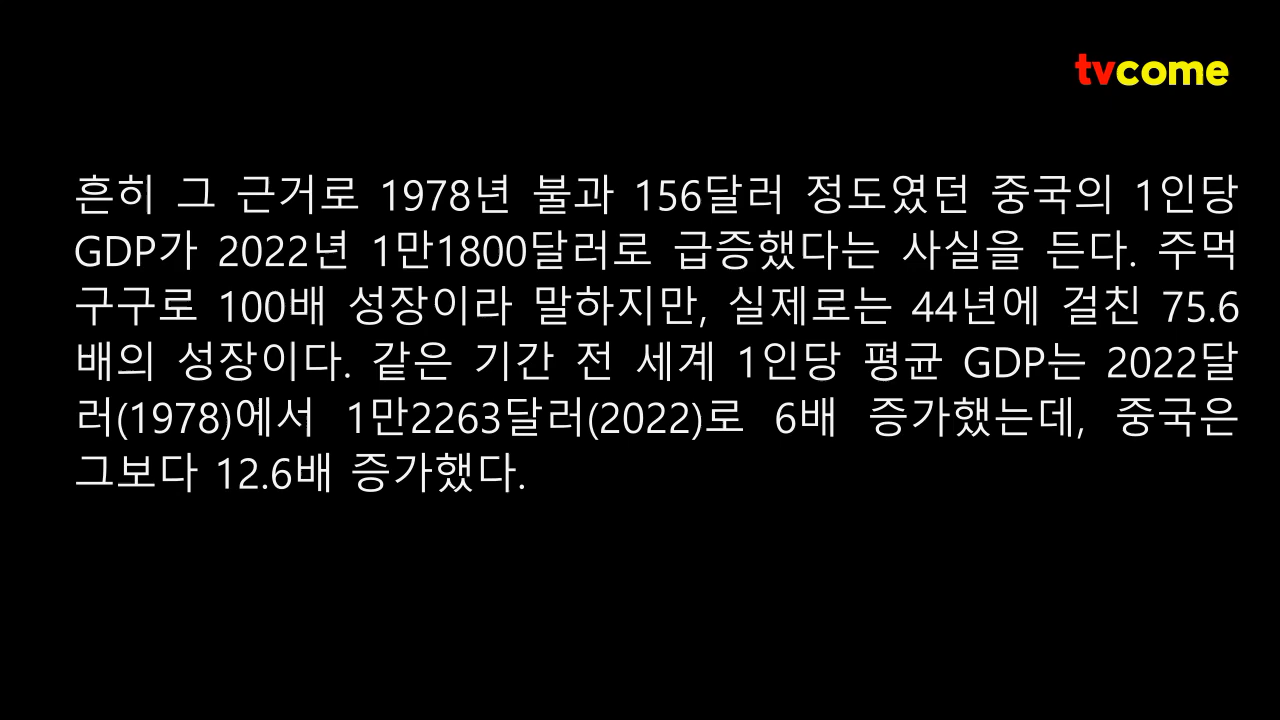 tvcome
흔히 그 근거로 1978년 불과 156달러 정도였던 중국의 1인당
GDP가 2022년 1만1800달러로 급증했다는 사실을 든다. 주먹
구구로 100배 성장이라 말하지만, 실제로는 44년에 걸친 75.6
배의 성장이다. 같은 기간 전 세계 1인당 평균 GDP는 2022달
러(1978)에서 1만2263달러(2022)로 6배 증가했는데, 중국은
그보다 12.6배 증가했다.